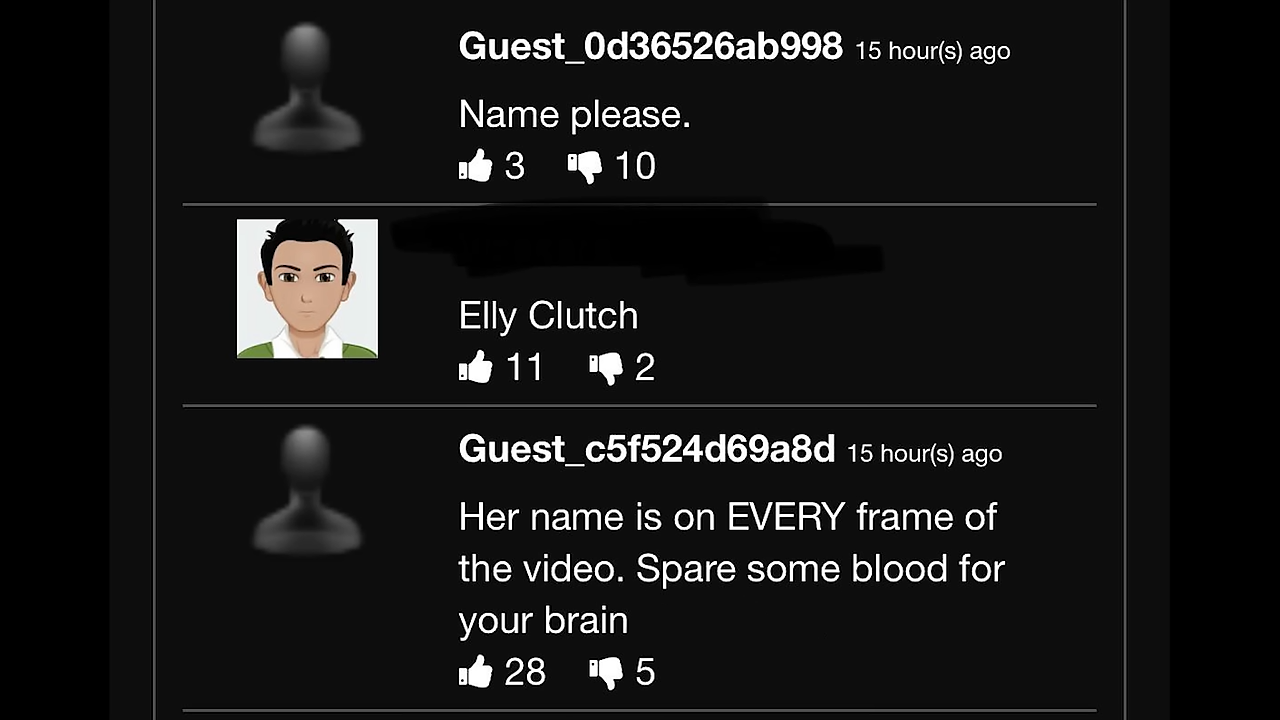 Guest_0d36526ab998 15 hour(s) ago
Name please.
3 10
Elly Clutch
11 2
Guest_c5f524d69a8d 15 hour(s) ago
Her name is on EVERY frame of
the video. Spare some blood for
your brain
28 5